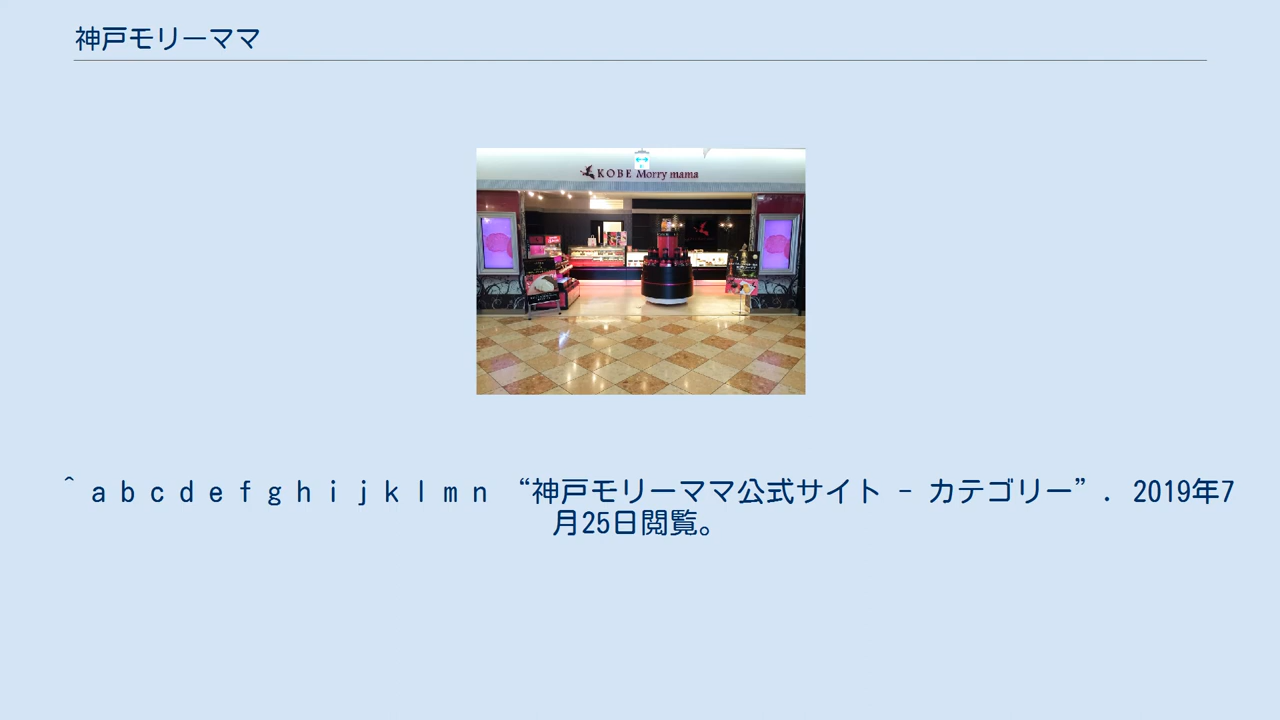 神戸モリーママ
KOBE Morry mama
^ a b c d e f g h i j k l m n “神戸モリーママ公式サイト - カテゴリー”. 2019年7
月25日閲覧。